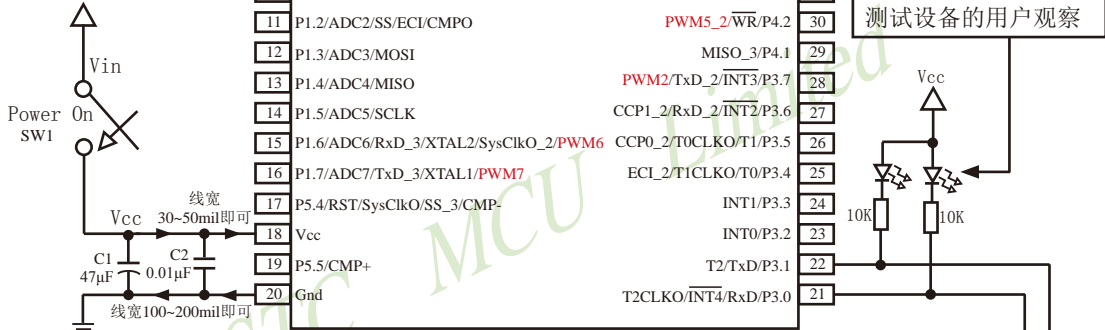 11 P1.2/ADC2/SS/ECI/CMPO
12 P1.3/ADC3/MOSI
13 P1.4/ADC4/MISO
14 P1.5/ADC5/SCLK
15 P1.6/ADC6/RxD_3/XTAL2/SysClkO_2/PWM6
16 P1.7/ADC7/TxD_3/XTAL1/PWM7
17 P5.4/RST/SysClkO/SS_3/CMP-
18 Vcc
19 P5.5/CMP+
20 Gnd
PWM5_2/WR/P4.2 30
MISO_3/P4.1 29
PWM2/TxD_2/INT3/P3.7 28
CCP1_2/RxD_2/INT2/P3.6 27
CCP0_2/T0CLKO/T1/P3.5 26
ECI_2/T1CLKO/T0/P3.4 25
INT1/P3.3 24
INT0/P3.2 23
T2/TxD/P3.1 22
T2CLKO/INT4/RxD/P3.0 21
Vin
Power On
SW1
线宽
30~50mil即可
Vcc
C1
47μF
C2
0.01μF
线宽100~200mil即可
测试设备的用户观察
Vcc
10K
10K
STC MCU Limited